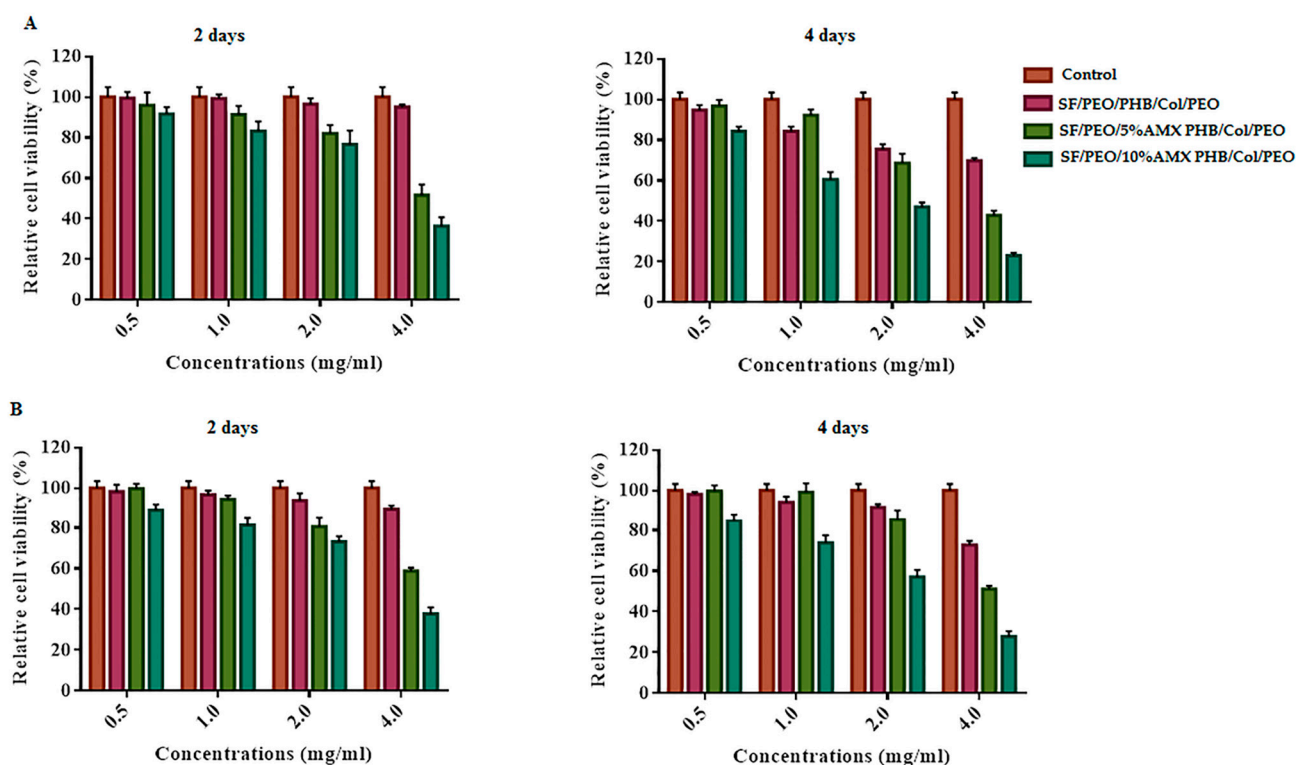 A
2 days
Relative cell viability (%)
120
100
80
60
40
20
0
0.5
1.0
2.0
4.0
Concentrations (mg/ml)
4 days
Relative cell viability (%)
120
100
80
60
40
20
0
0.5
1.0
2.0
4.0
Concentrations (mg/ml)
Control
SF/PEO/PHB/Col/PEO
SF/PEO/5%AMX PHB/Col/PEO
SF/PEO/10%AMX PHB/Col/PEO
B
2 days
Relative cell viability (%)
120
100
80
60
40
20
0
0.5
1.0
2.0
4.0
Concentrations (mg/ml)
4 days
Relative cell viability (%)
120
100
80
60
40
20
0
0.5
1.0
2.0
4.0
Concentrations (mg/ml)